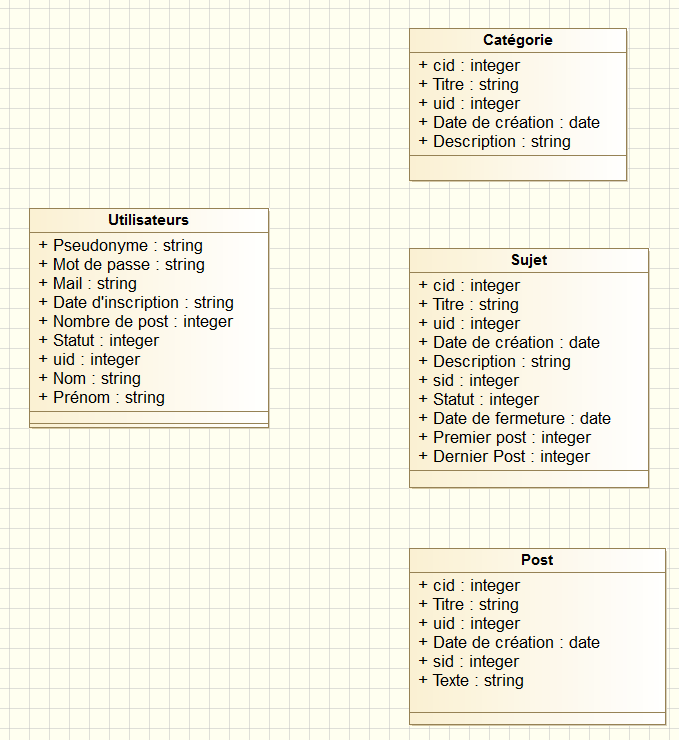 Catégorie
+ cid : integer
+ Titre : string
+ uid : integer
+ Date de création : date
+ Description : string
Utilisateurs
+ Pseudonyme : string
+ Mot de passe : string
+ Mail : string
+ Date d'inscription : string
+ Nombre de post : integer
+ Statut : integer
+ uid : integer
+ Nom : string
+ Prénom : string
Sujet
+ cid : integer
+ Titre : string
+ uid : integer
+ Date de création : date
+ Description : string
+ sid : integer
+ Statut : integer
+ Date de fermeture : date
+ Premier post : integer
+ Dernier Post : integer
Post
+ cid : integer
+ Titre : string
+ uid : integer
+ Date de création : date
+ sid : integer
+ Texte : string